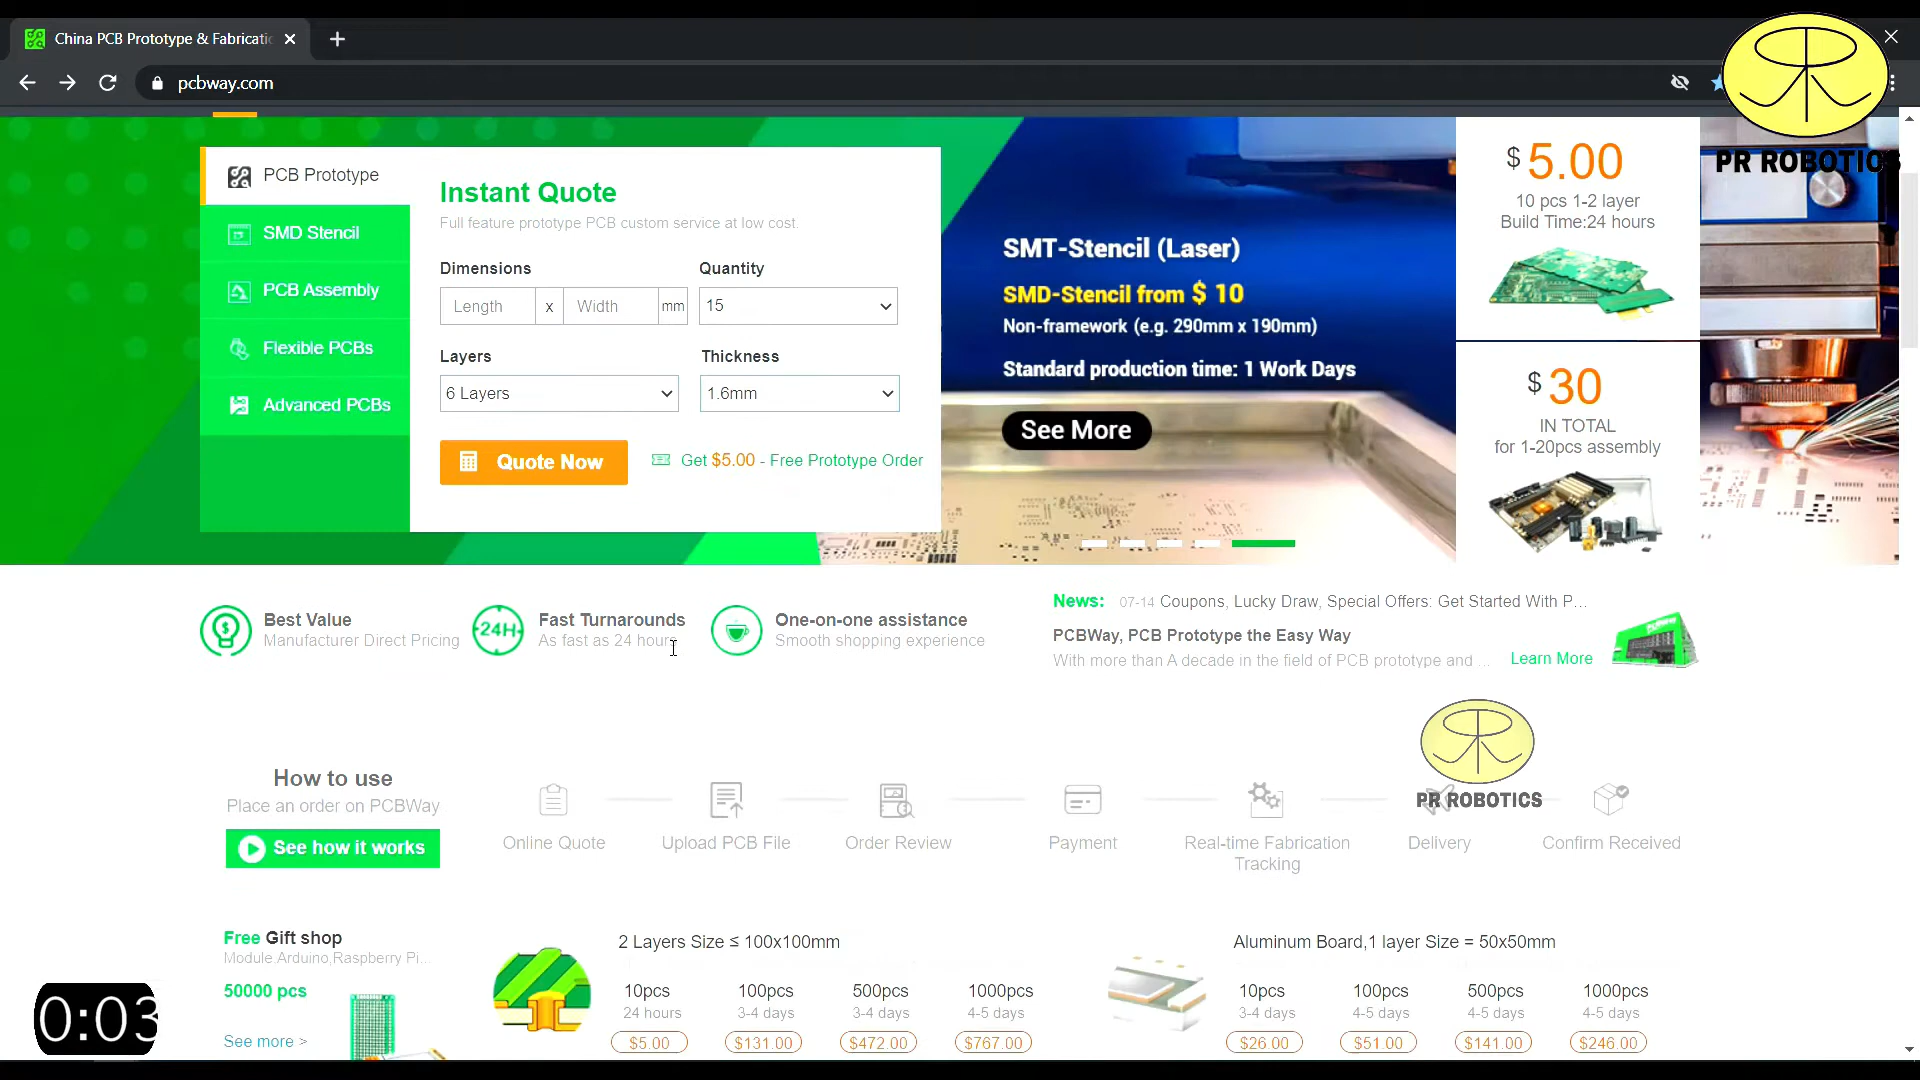 China PCB Prototype & Fabricatio
pcbway.com
PR ROBOTICS
PCB Prototype
SMD Stencil
PCB Assembly
Flexible PCBs
Advanced PCBs
Instant Quote
Full feature prototype PCB custom service at low cost.
Dimensions
Quantity
Length x Width mm
15
Layers
Thickness
6 Layers
1.6mm
Quote Now
Get $5.00 - Free Prototype Order
SMT-Stencil (Laser)
SMD-Stencil from $ 10
Non-framework (e.g. 290mm x 190mm)
Standard production time: 1 Work Days
See More
$ 5.00
10 pcs 1-2 layer
Build Time:24 hours
$ 30
IN TOTAL
for 1-20pcs assembly
Best Value
Manufacturer Direct Pricing
24H
Fast Turnarounds
As fast as 24 hours
One-on-one assistance
Smooth shopping experience
News: 07-14 Coupons, Lucky Draw, Special Offers: Get Started With P...
PCBWay, PCB Prototype the Easy Way
With more than A decade in the field of PCB prototype and ... Learn More
How to use
Place an order on PCBWay
See how it works
Online Quote
Upload PCB File
Order Review
Payment
Real-time Fabrication
Tracking
Delivery
Confirm Received
PR ROBOTICS
Free Gift shop
Module.Arduino,Raspberry Pi...
50000 pcs
See more >
2 Layers Size ≤ 100x100mm
10pcs 100pcs 500pcs 1000pcs
24 hours 3-4 days 3-4 days 4-5 days
$5.00 $131.00 $472.00 $767.00
Aluminum Board,1 layer Size = 50x50mm
10pcs 100pcs 500pcs 1000pcs
3-4 days 4-5 days 4-5 days 4-5 days
$26.00 $51.00 $141.00 $246.00
0:03